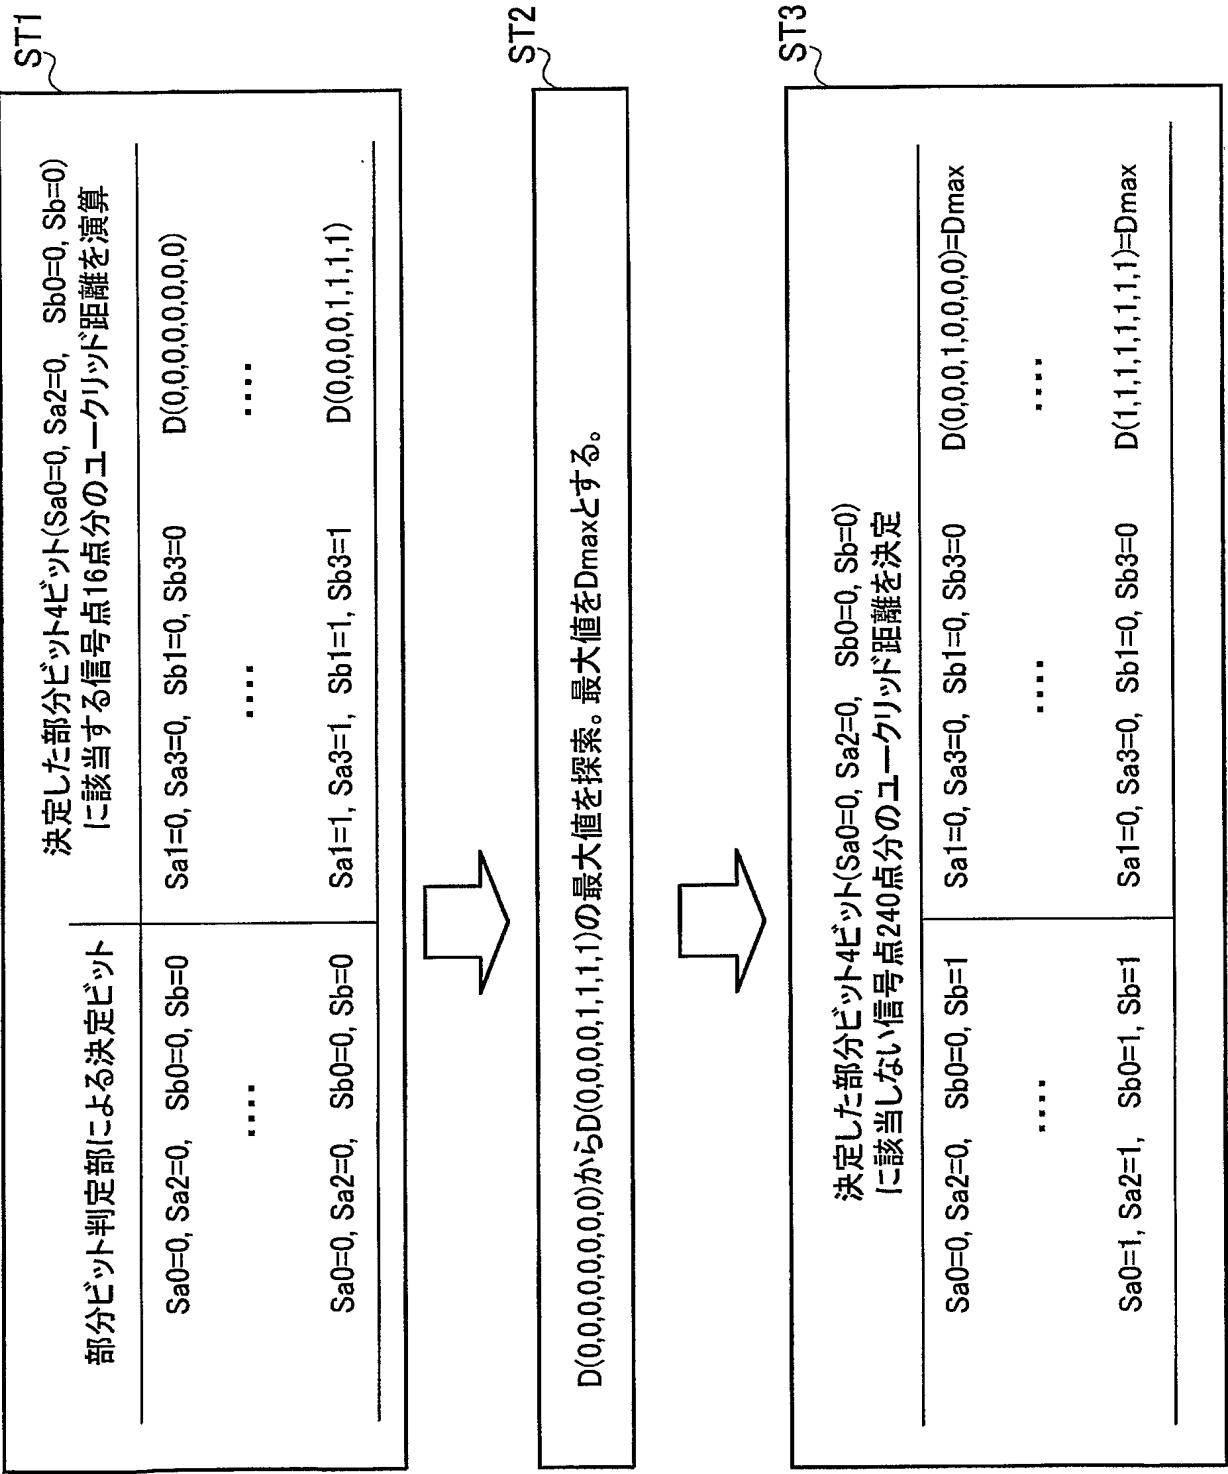 ST1
部分ビット判定部による決定ビット
決定した部分ビット4ビット(Sa0=0, Sa2=0, Sb0=0, Sb=0)
に該当する信号点16点分のユークリッド距離を演算
Sa0=0, Sa2=0, Sb0=0, Sb=0 Sa1=0, Sa3=0, Sb1=0, Sb3=0 D(0,0,0,0,0,0,0,0)
.... .... ....
Sa0=0, Sa2=0, Sb0=0, Sb=0 Sa1=1, Sa3=1, Sb1=1, Sb3=1 D(0,0,0,0,1,1,1,1)
ST2
D(0,0,0,0,0,0,0,0)からD(0,0,0,0,1,1,1,1)の最大値を探索。最大値をDmaxとする。
ST3
決定した部分ビット4ビット(Sa0=0, Sa2=0, Sb0=0, Sb=0)
に該当しない信号点240点分のユークリッド距離を決定
Sa0=0, Sa2=0, Sb0=0, Sb=1 Sa1=0, Sa3=0, Sb1=0, Sb3=0 D(0,0,0,1,0,0,0,0)=Dmax
.... .... ....
Sa0=1, Sa2=1, Sb0=1, Sb=1 Sa1=0, Sa3=0, Sb1=0, Sb3=0 D(1,1,1,1,1,1,1,1)=Dmax